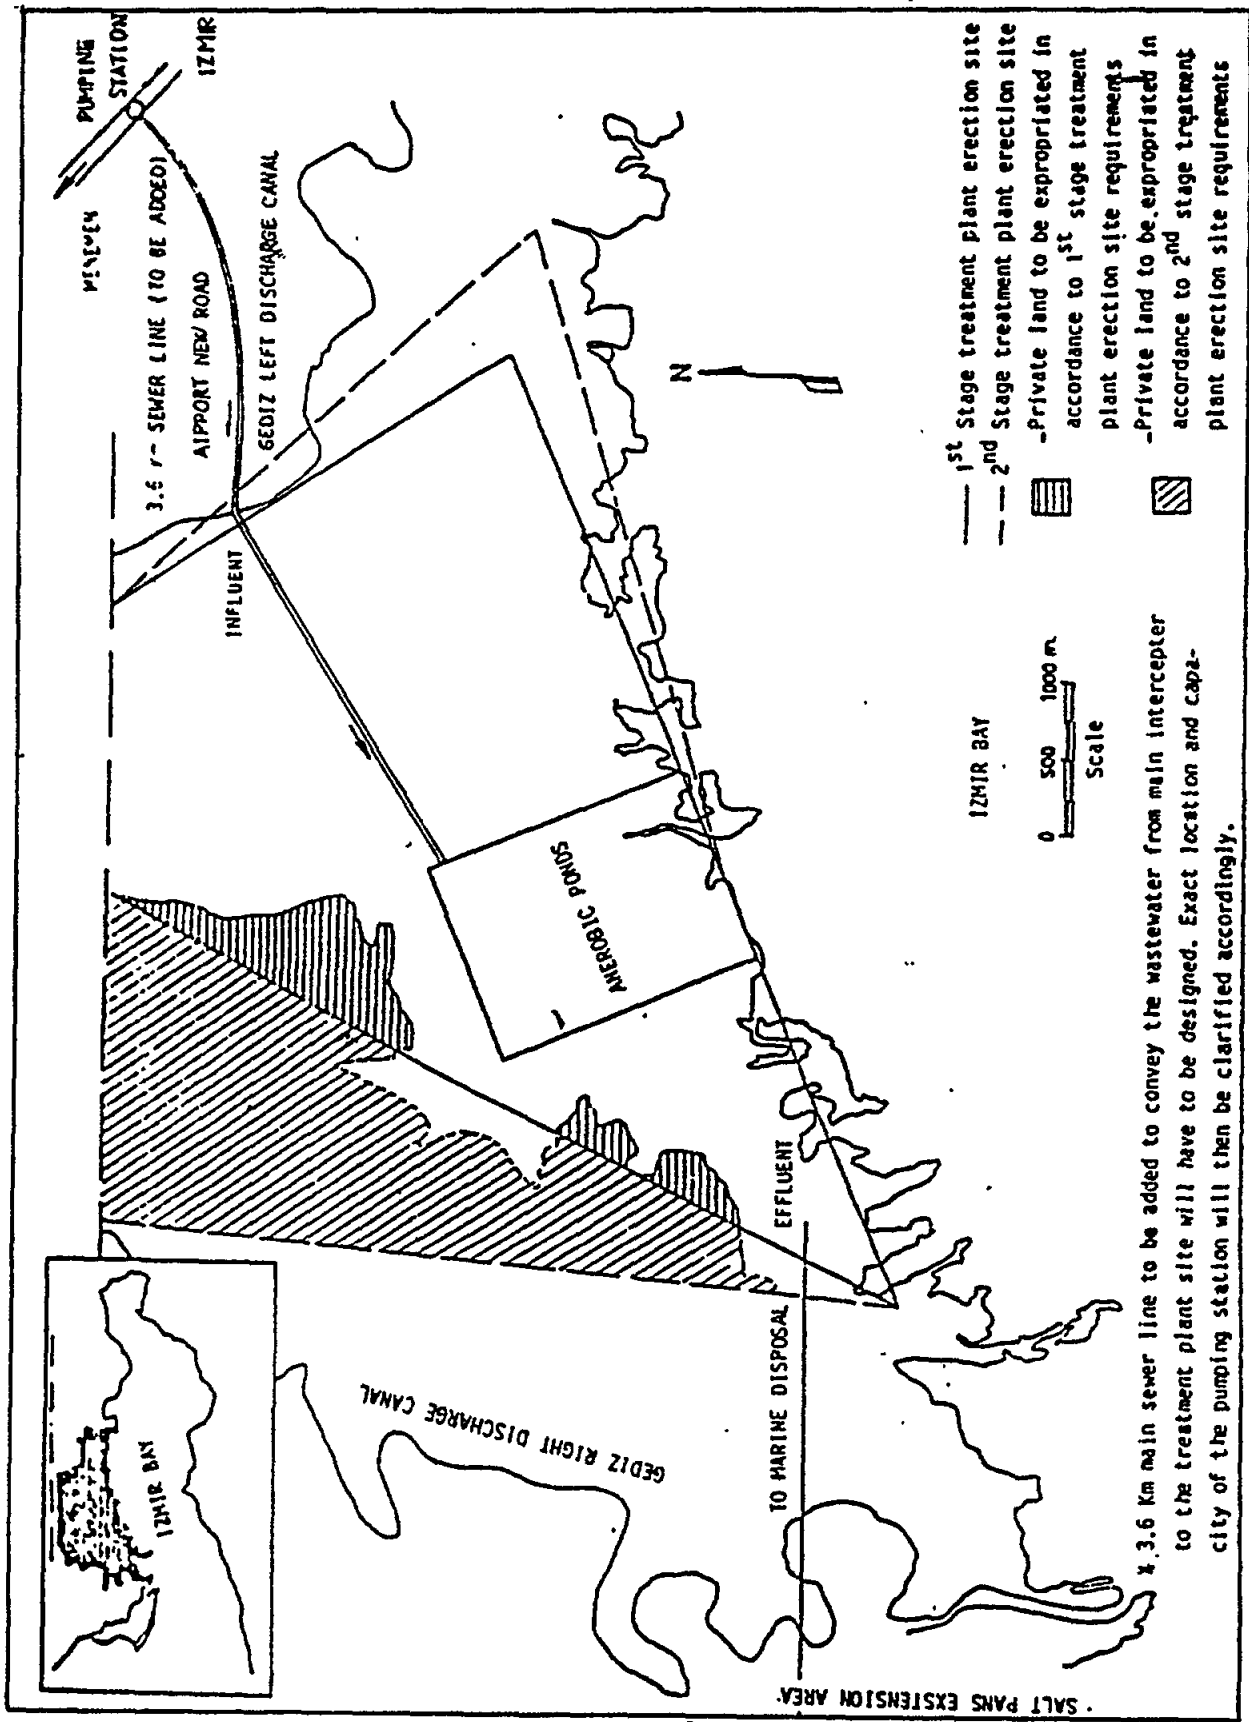 PUMPING
STATION
IZMIR
3.6
SEWER LINE (TO BE ADDED)
AIPPORT NEW ROAD
GEDIZ LEFT DISCHARGE CANAL
INFLUENT
ANEROBIC PONDS
EFFLUENT
TO MARINE DISPOSAL
GEDIZ RIGHT DISCHARGE CANAL
SALT PANS EXSTENSION AREA
IZMIR BAY
N
IZMIR BAY
0 500 1000 m.
Scale
1st Stage treatment plant erection site
2nd Stage treatment plant erection site
-Private land to be expropriated in
accordance to 1st stage treatment
plant erection site requirements
-Private land to be expropriated in
accordance to 2nd stage treatment
plant erection site requirements
3.6 Km main sewer line to be added to convey the wastewater from main intercepter
to the treatment plant site will have to be designed. Exact location and capa-
city of the pumping station will then be clarified accordingly.